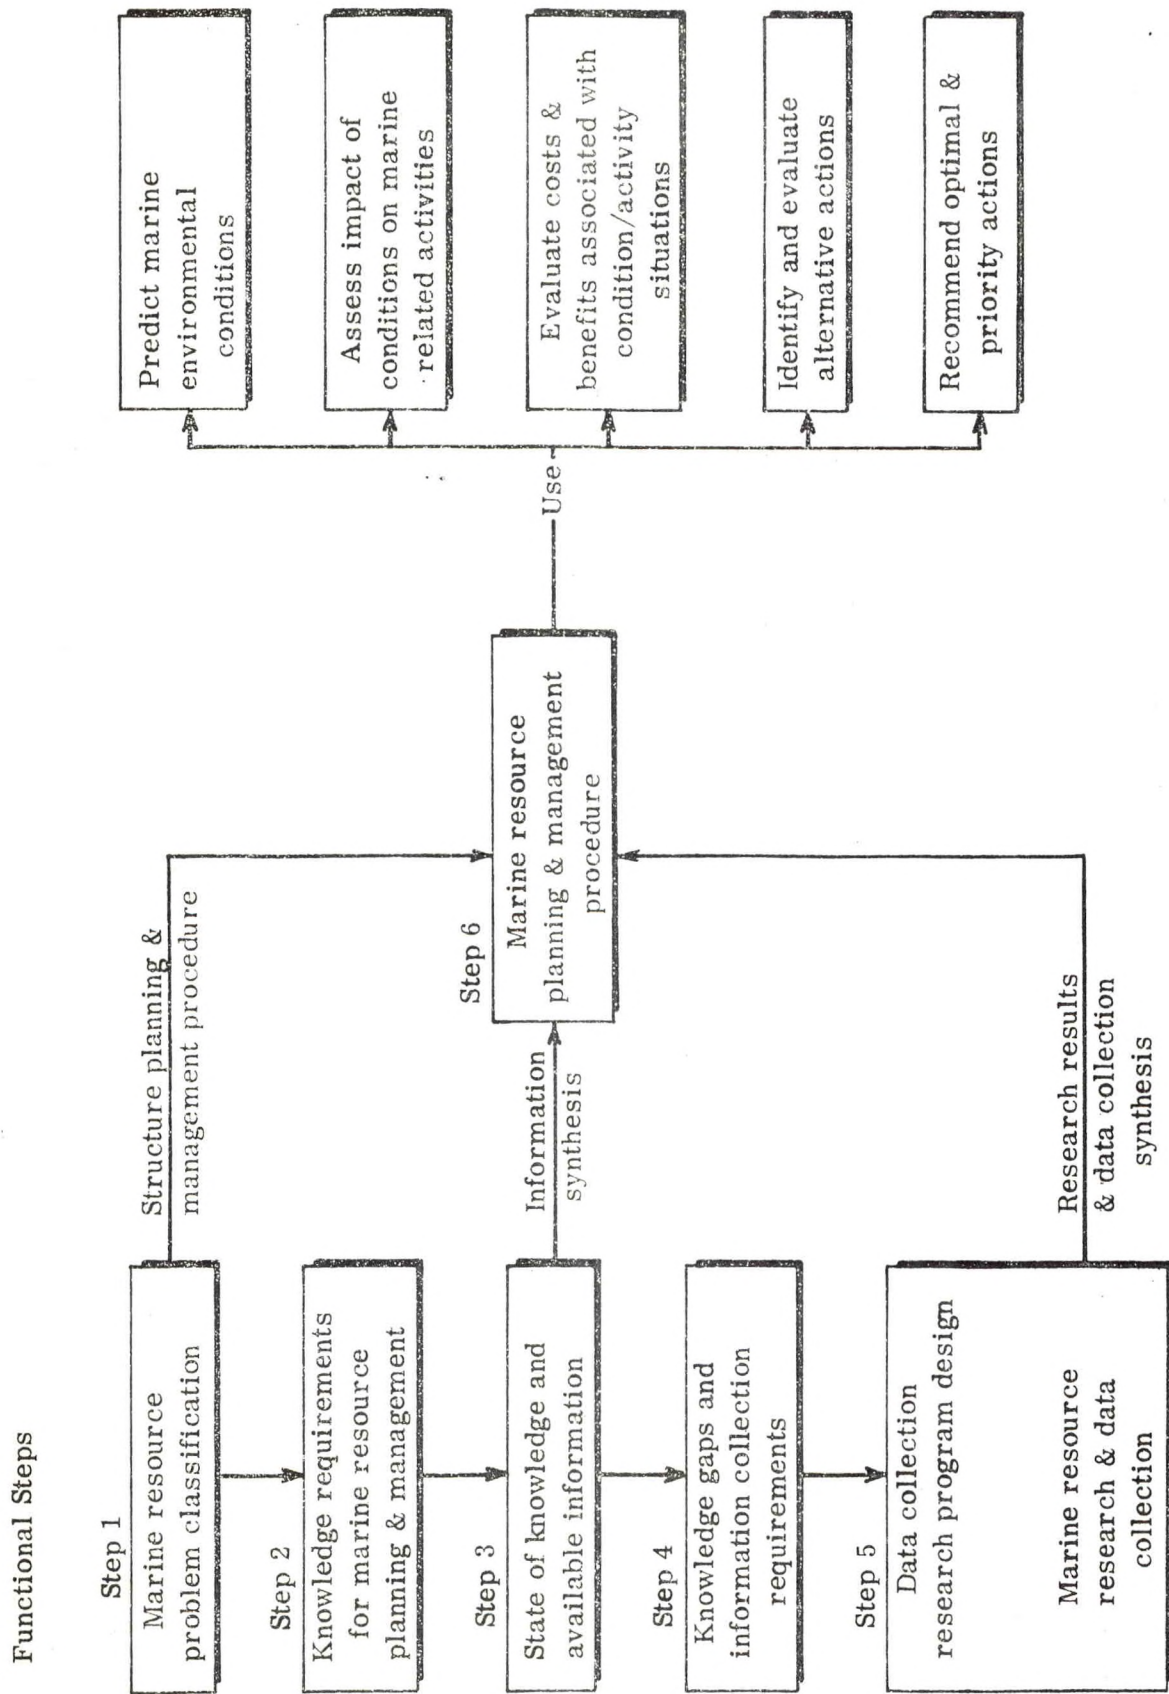 Functional Steps
Step 1
Marine resource
problem classification
Structure planning &
management procedure
Step 2
Knowledge requirements
for marine resource
planning & management
Step 3
State of knowledge and
available information
Information
synthesis
Step 4
Knowledge gaps and
information collection
requirements
Step 5
Data collection
research program design
Marine resource
research & data
collection
Research results
& data collection
synthesis
Step 6
Marine resource
planning & management
procedure
Use
Predict marine
environmental
conditions
Assess impact of
conditions on marine
related activities
Evaluate costs &
benefits associated with
condition/activity
situations
Identify and evaluate
alternative actions
Recommend optimal &
priority actions